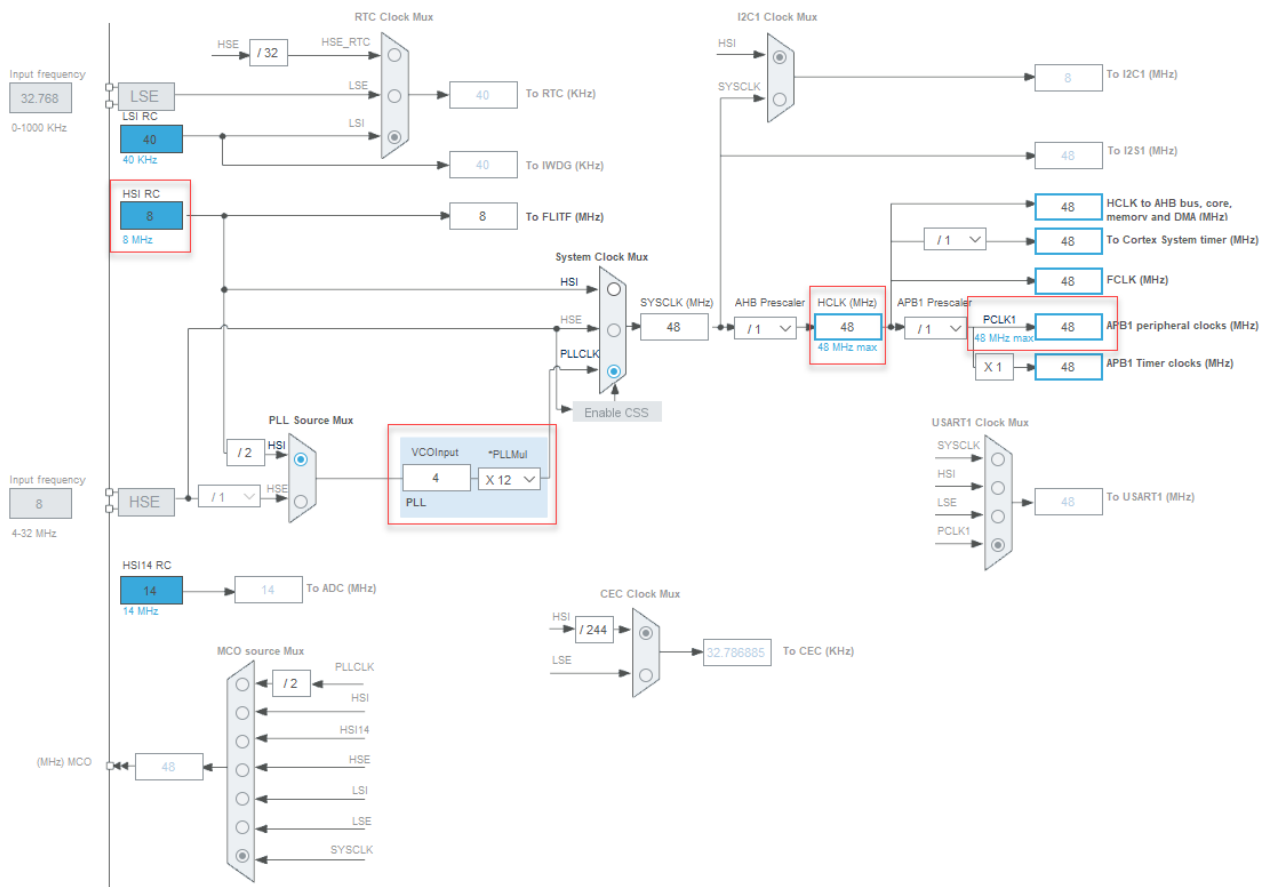 RTC Clock Mux
HSE
/ 32
HSE_RTC
LSE
LSI
40
To RTC (KHz)
40
To IWDG (KHz)
Input frequency
32.768
0-1000 KHz
LSE
LSI RC
40
40 KHz
HSI RC
8
8 MHz
8
To FLITF (MHz)
I2C1 Clock Mux
HSI
SYSCLK
8
To I2C1 (MHz)
48
To I2S1 (MHz)
System Clock Mux
HSI
HSE
PLLCLK
Enable CSS
SYSCLK (MHz)
48
AHB Prescaler
/ 1
HCLK (MHz)
48
48 MHz max
APB1 Prescaler
/ 1
/ 1
48
HCLK to AHB bus, core,
memory and DMA (MHz)
48
To Cortex System timer (MHz)
48
FCLK (MHz)
PCLK1
48 MHz max
48
APB1 peripheral clocks (MHz)
X 1
48
APB1 Timer clocks (MHz)
PLL Source Mux
/ 2
HSI
/ 1
HSE
VCOInput
4
*PLLMul
X 12
PLL
Input frequency
8
4-32 MHz
HSE
USART1 Clock Mux
SYSCLK
HSI
LSE
PCLK1
48
To USART1 (MHz)
HSI14 RC
14
14 MHz
14
To ADC (MHz)
CEC Clock Mux
HSI
/ 244
LSE
32.786885
To CEC (KHz)
MCO source Mux
PLLCLK
/ 2
HSI
HSI14
HSE
LSI
LSE
SYSCLK
(MHz) MCO
48